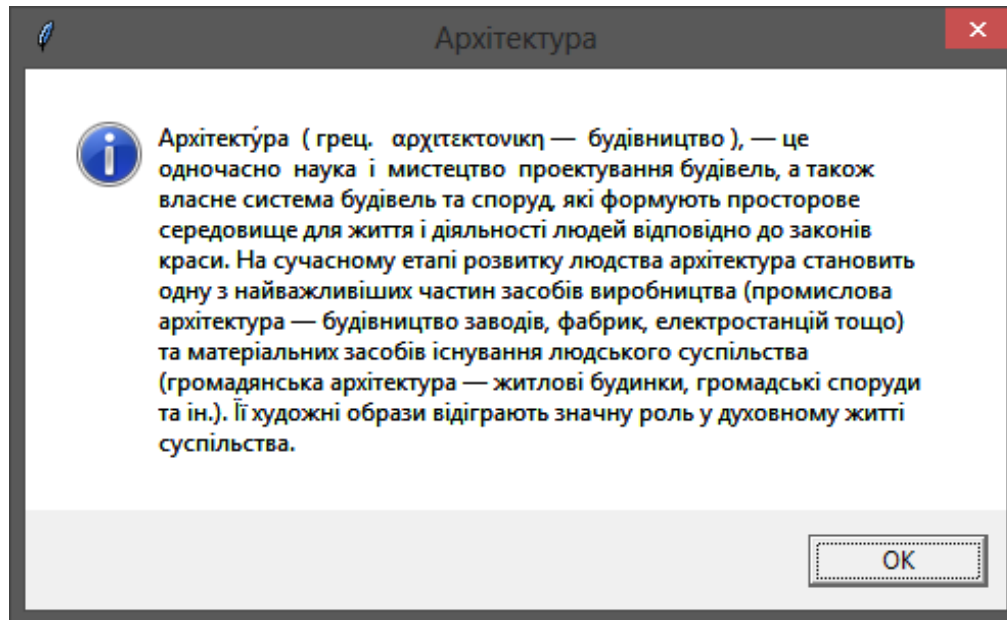 Архітектура
Архітекту́ра ( грец. αρχιτεκτονικη — будівництво ), — це
одночасно наука і мистецтво проектування будівель, а також
власне система будівель та споруд, які формують просторове
середовище для життя і діяльності людей відповідно до законів
краси. На сучасному етапі розвитку людства архітектура становить
одну з найважливіших частин засобів виробництва (промислова
архітектура — будівництво заводів, фабрик, електростанцій тощо)
та матеріальних засобів існування людського суспільства
(громадянська архітектура — житлові будинки, громадські споруди
та ін.). Її художні образи відіграють значну роль у духовному житті
суспільства.
OK